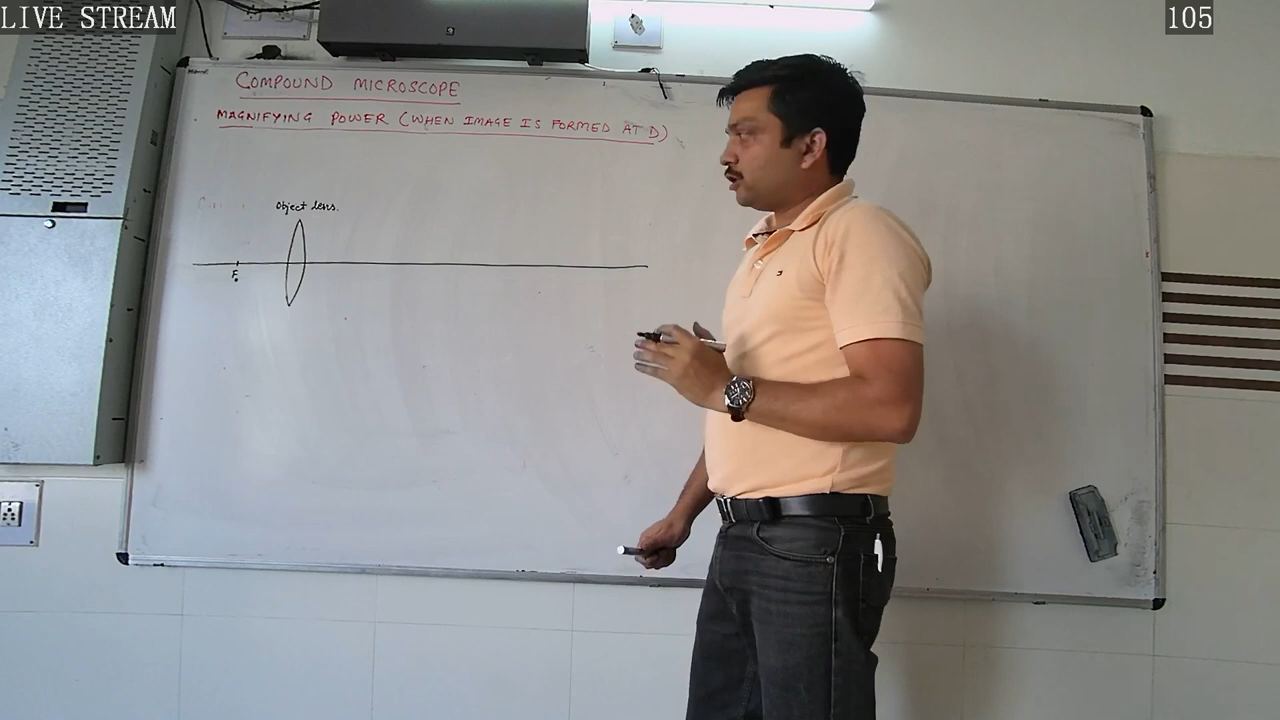 LIVE STREAM
105
COMPOUND MICROSCOPE
MAGNIFYING POWER (WHEN IMAGE IS FORMED AT D)
Object lens.
F